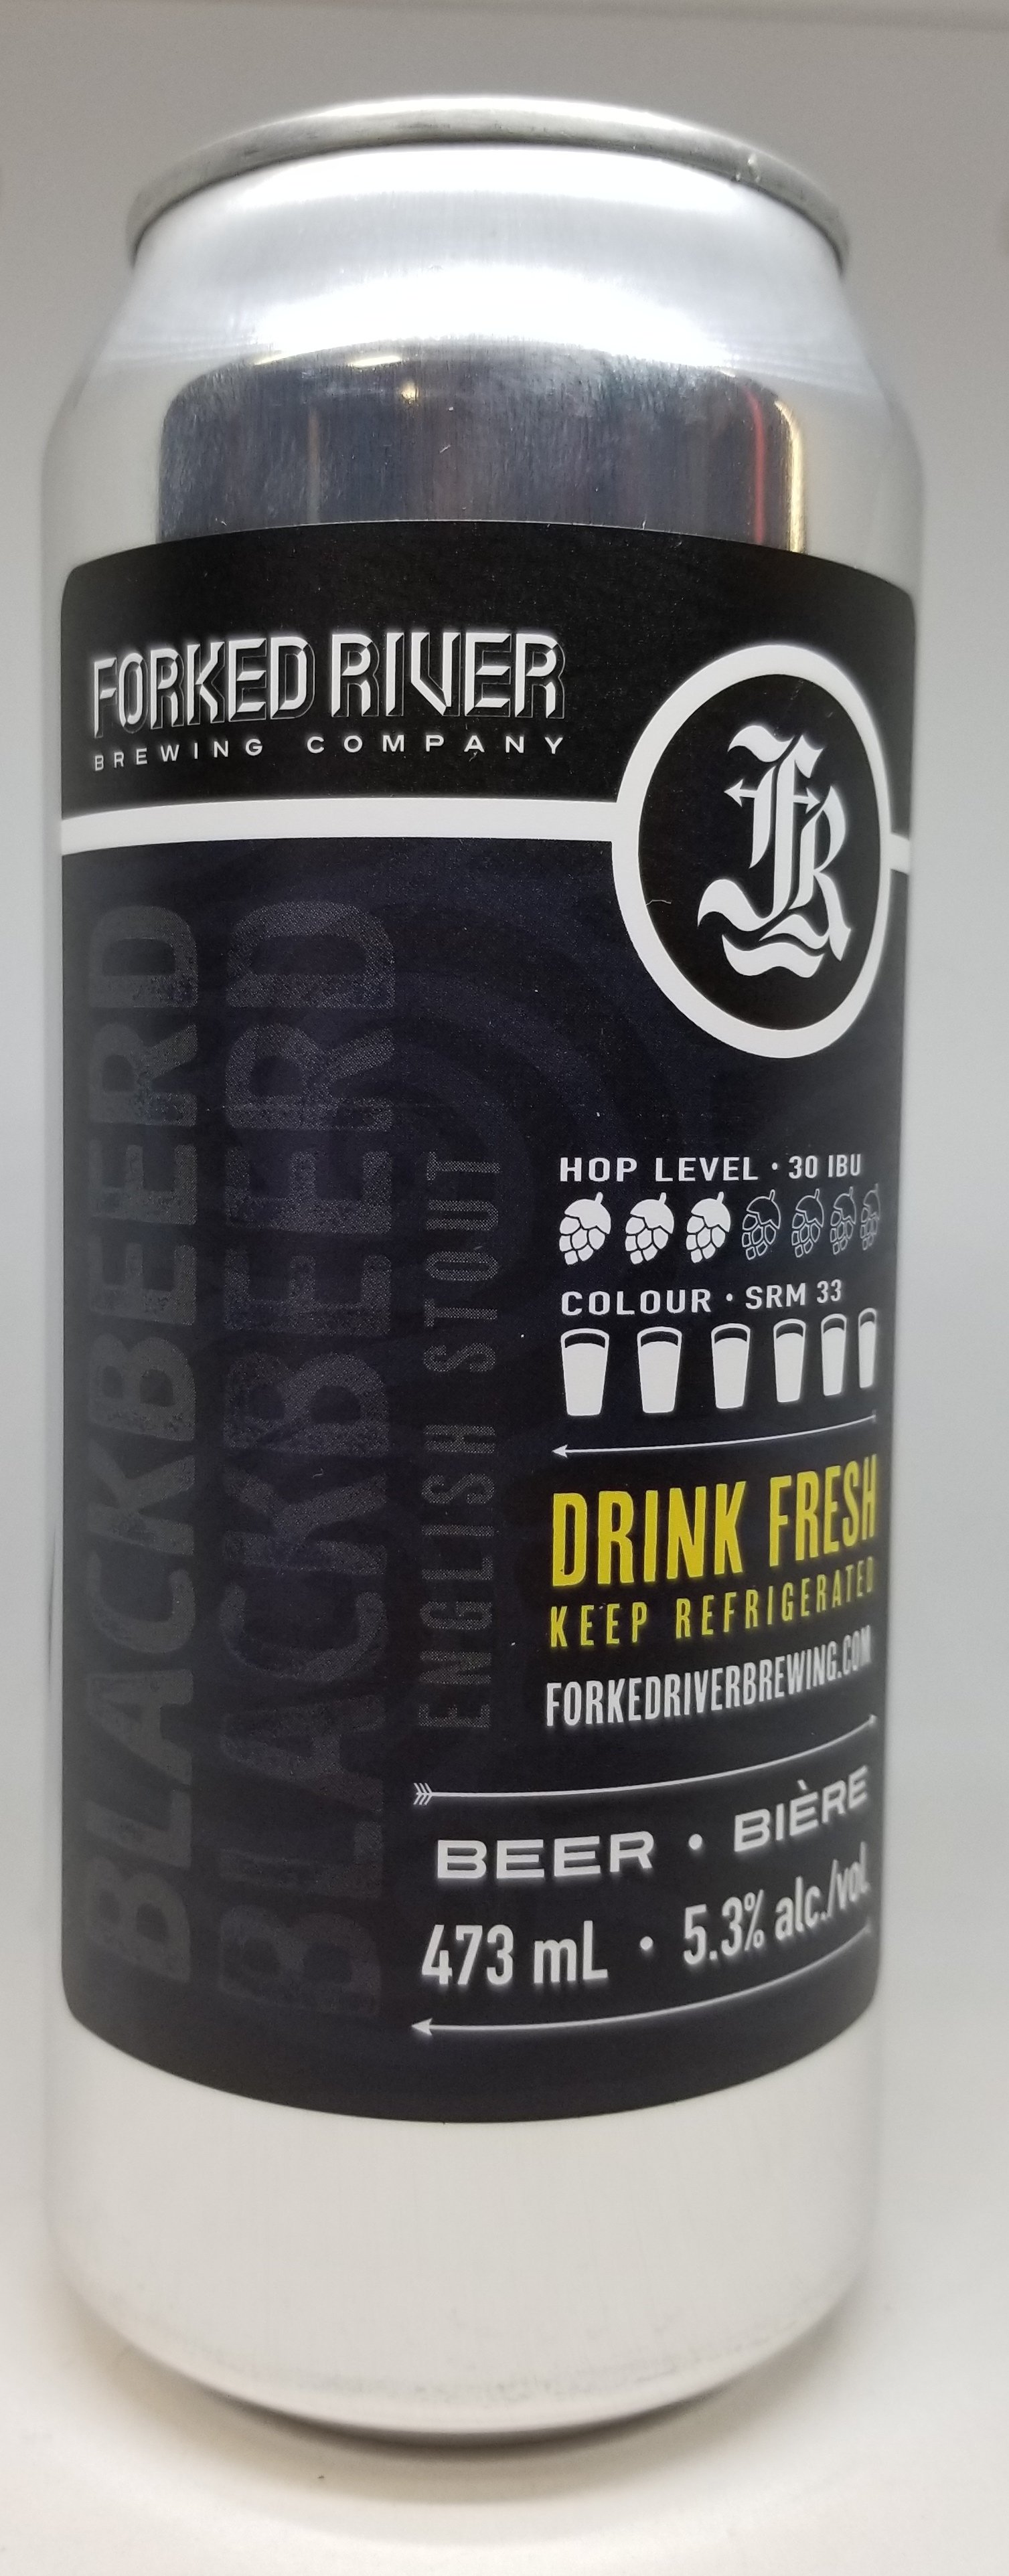 FORKED RIVER
BREWING COMPANY
FR
BLACKBEERD
BLACKBEERD
ENGLISH STOUT
HOP LEVEL • 30 IBU
COLOUR • SRM 33
DRINK FRESH
KEEP REFRIGERATED
FORKEDRIVERBREWING.COM
BEER • BIÈRE
473 mL • 5.3% alc./vol.